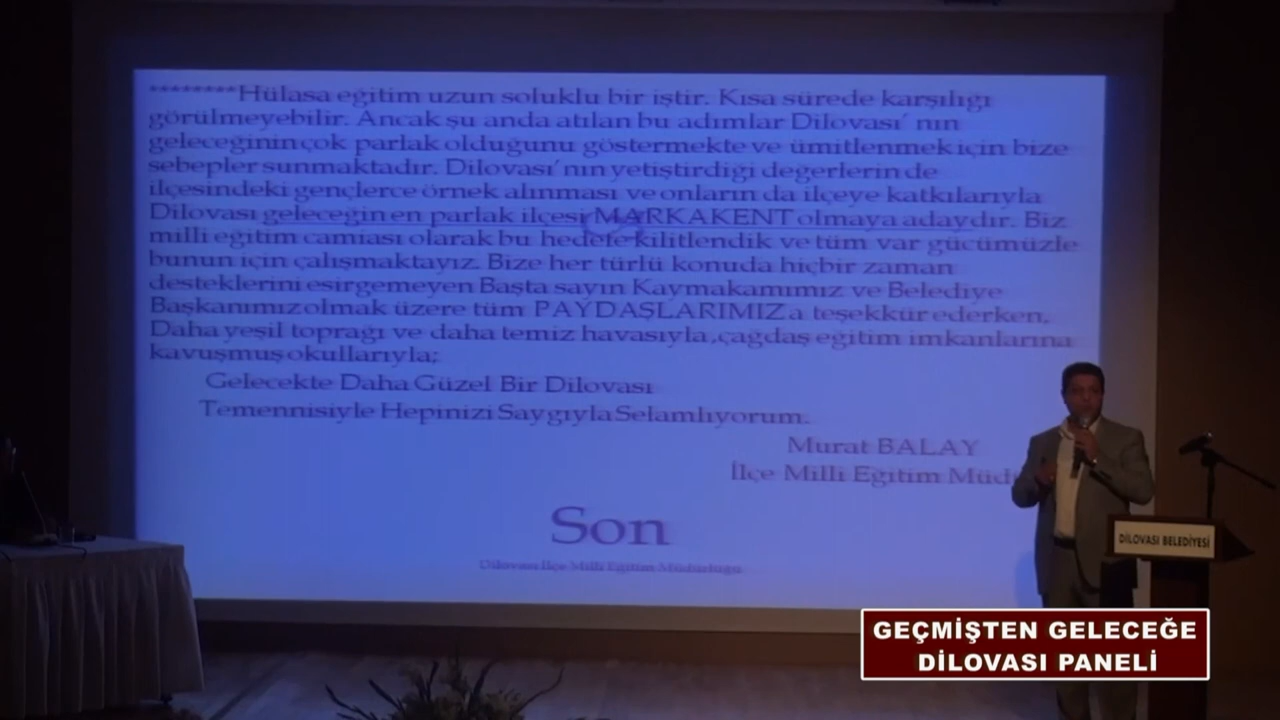 ********Hülasa eğitim uzun soluklu bir iştir. Kısa sürede karşılığı
görülmeyebilir. Ancak şu anda atılan bu adımlar Dilovası' nın
geleceğinin çok parlak olduğunu göstermekte ve ümitlenmek için bize
sebepler sunmaktadır. Dilovası'nın yetiştirdiği değerlerin de
ilçesindeki gençlerce örnek alınması ve onların da ilçeye katkılarıyla
Dilovası geleceğin en parlak ilçesi MARKAKENT olmaya adaydır. Biz
milli eğitim camiası olarak bu hedefe kilitlendik ve tüm var gücümüzle
bunun için çalışmaktayız. Bize her türlü konuda hiçbir zaman
desteklerini esirgemeyen Başta sayın Kaymakamımız ve Belediye
Başkanımız olmak üzere tüm PAYDAŞLARIMIZ a teşekkür ederken,
Daha yeşil toprağı ve daha temiz havasıyla ,çağdaş eğitim imkanlarına
kavuşmuş okullarıyla;
Gelecekte Daha Güzel Bir Dilovası
Temennisiyle Hepinizi Saygıyla Selamlıyorum.
Murat BALAY
İlçe Milli Eğitim Müd
Son
Dilovası İlçe Milli Eğitim Müdürlüğü
DİLOVASI BELEDİYESİ
GEÇMİŞTEN GELECEĞE
DİLOVASI PANELİ